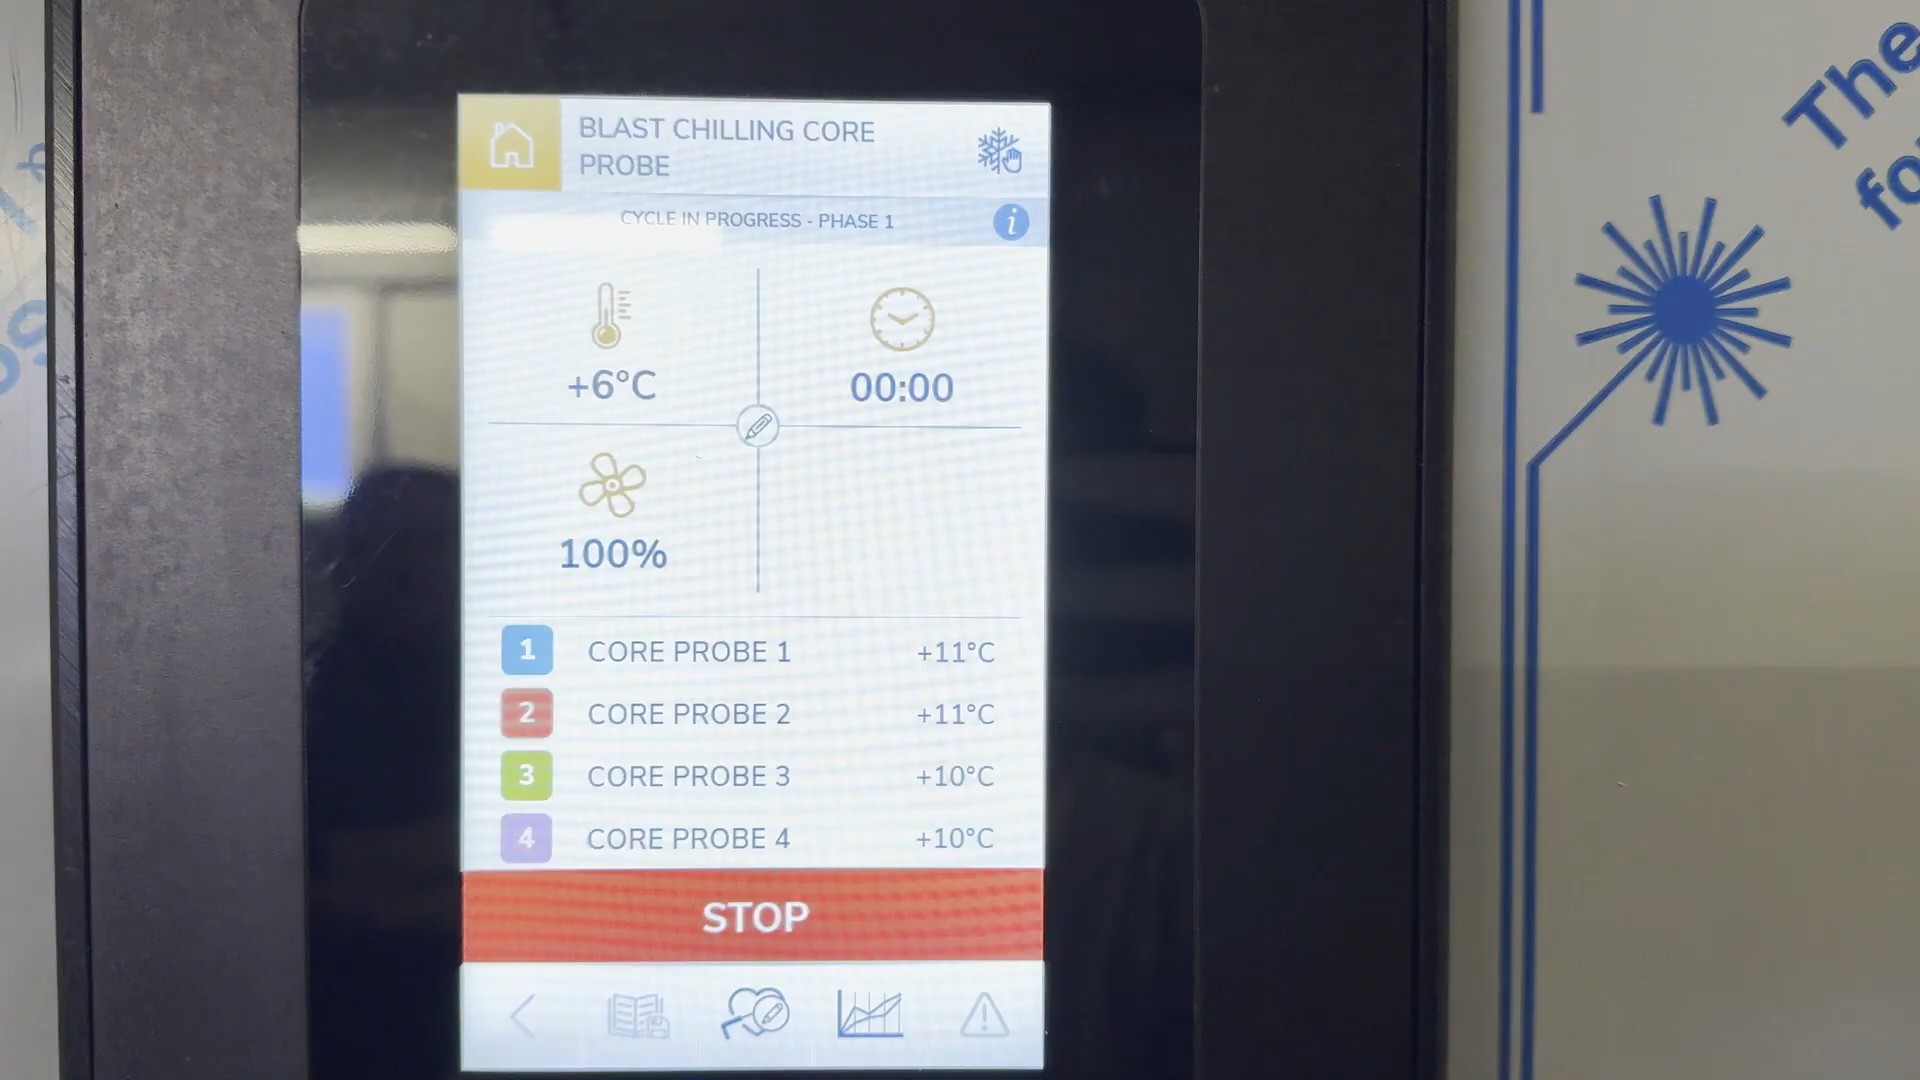 BLAST CHILLING CORE
PROBE
CYCLE IN PROGRESS - PHASE 1
i
+6°C
00:00
100%
1 CORE PROBE 1 +11°C
2 CORE PROBE 2 +11°C
3 CORE PROBE 3 +10°C
4 CORE PROBE 4 +10°C
STOP
The